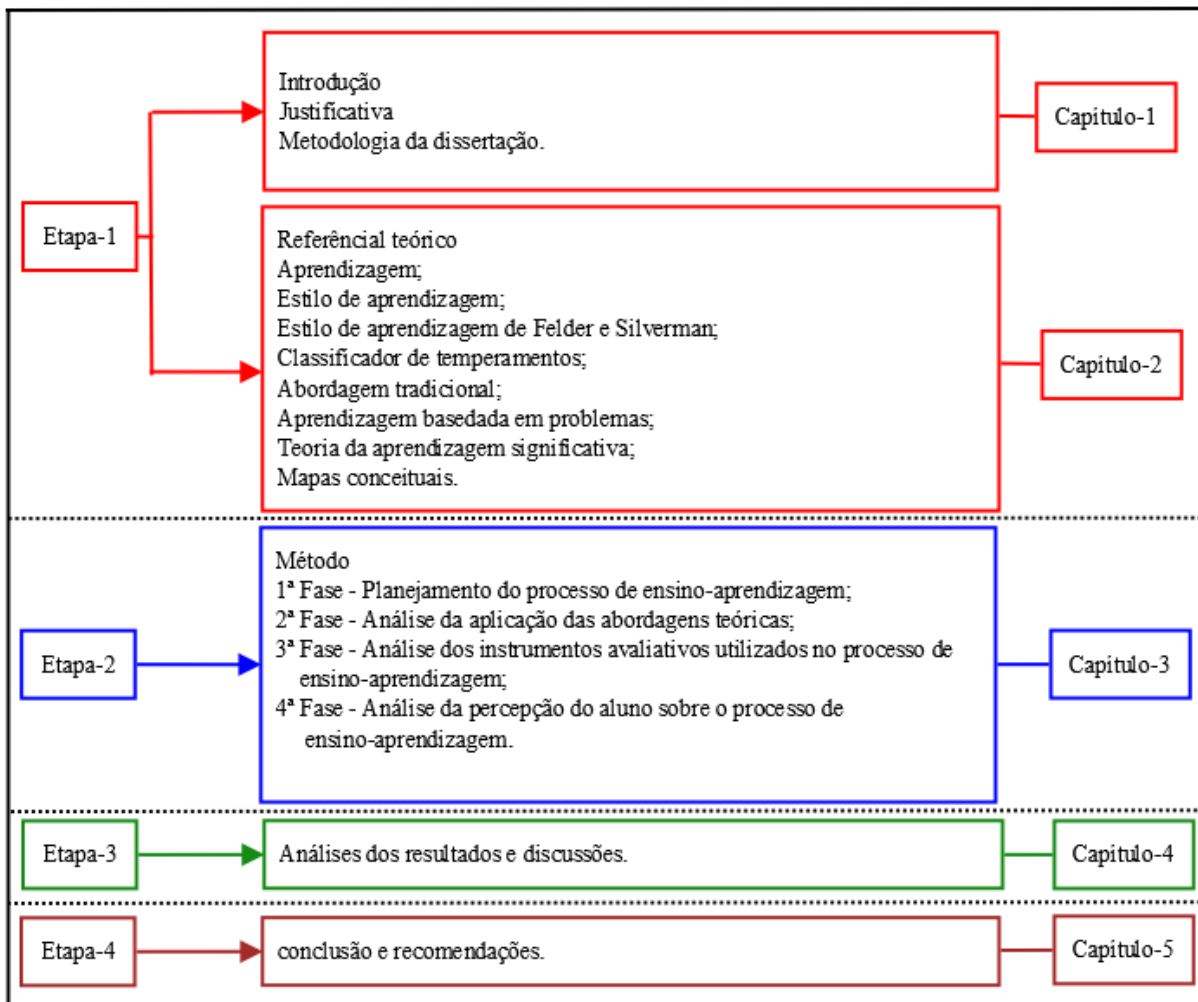 Introdução
Justificativa
Metodologia da dissertação.
Capítulo-1
Etapa-1
Referêncial teórico
Aprendizagem;
Estilo de aprendizagem;
Estilo de aprendizagem de Felder e Silverman;
Classificador de temperamentos;
Abordagem tradicional;
Aprendizagem basedada em problemas;
Teoria da aprendizagem significativa;
Mapas conceituais.
Capítulo-2
Método
1ª Fase - Planejamento do processo de ensino-aprendizagem;
2ª Fase - Análise da aplicação das abordagens teóricas;
3ª Fase - Análise dos instrumentos avaliativos utilizados no processo de
ensino-aprendizagem;
4ª Fase - Análise da percepção do aluno sobre o processo de
ensino-aprendizagem.
Etapa-2
Capítulo-3
Etapa-3
Análises dos resultados e discussões.
Capítulo-4
Etapa-4
conclusão e recomendações.
Capítulo-5